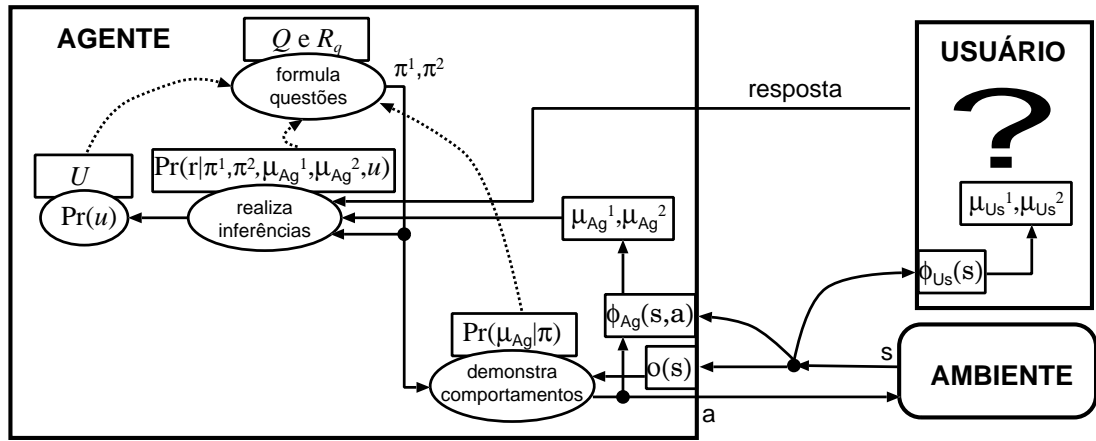 AGENTE
Q e R_q
formula
questões
π¹,π²
USUÁRIO
resposta
?
U
Pr(u)
Pr(r|π¹,π²,μ_Ag¹,μ_Ag²,u)
realiza
inferências
μ_Ag¹,μ_Ag²
μ_Us¹,μ_Us²
ϕ_Us(s)
ϕ_Ag(s,a)
Pr(μ_Ag|π)
demonstra
comportamentos
o(s)
s
AMBIENTE
a